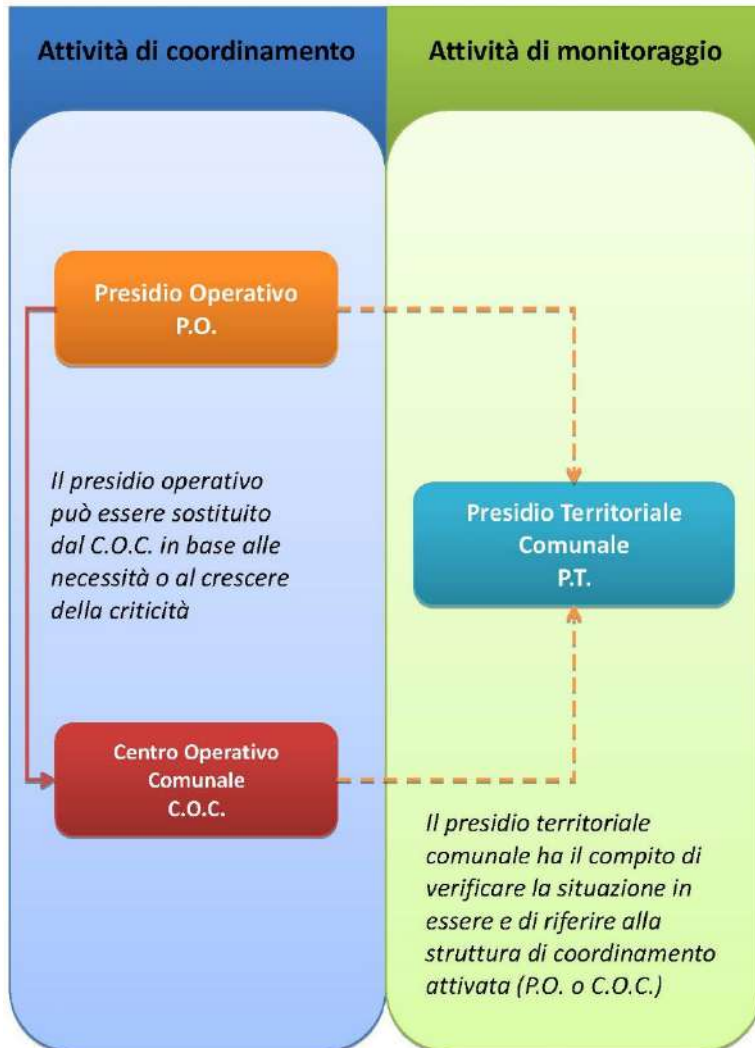 Attività di coordinamento
Attività di monitoraggio
Presidio Operativo
P.O.
Il presidio operativo
può essere sostituito
dal C.O.C. in base alle
necessità o al crescere
della criticità
Presidio Territoriale
Comunale
P.T.
Centro Operativo
Comunale
C.O.C.
Il presidio territoriale
comunale ha il compito di
verificare la situazione in
essere e di riferire alla
struttura di coordinamento
attivata (P.O. o C.O.C.)